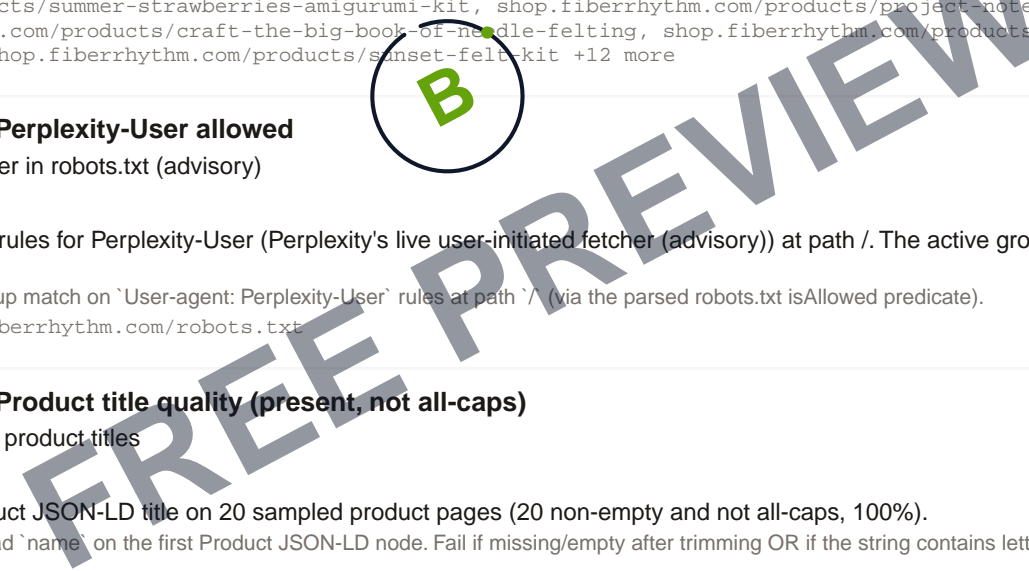 cts/summer-strawberries-amigurumi-kit, shop.fiberrhythm.com/products/project-note
.com/products/craft-the-big-book-of-needle-felting, shop.fiberrhythm.com/products
hop.fiberrhythm.com/products/sunset-felt-kit +12 more
B
Perplexity-User allowed
er in robots.txt (advisory)
rules for Perplexity-User (Perplexity's live user-initiated fetcher (advisory)) at path /. The active gro
up match on `User-agent: Perplexity-User` rules at path `/` (via the parsed robots.txt isAllowed predicate).
berrhythm.com/robots.txt
FREE PREVIEW
Product title quality (present, not all-caps)
product titles
uct JSON-LD title on 20 sampled product pages (20 non-empty and not all-caps, 100%).
ad `name` on the first Product JSON-LD node. Fail if missing/empty after trimming OR if the string contains lett